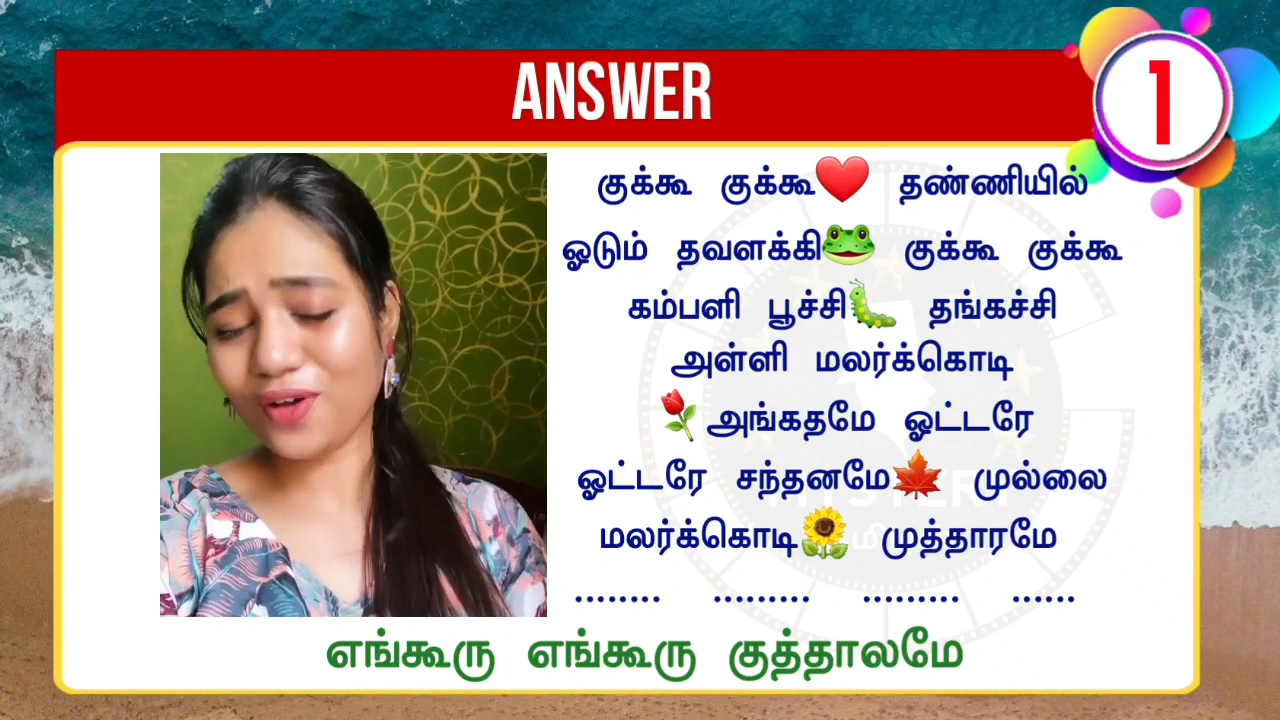 ANSWER
1
குக்கூ குக்கூ❤️ தண்ணியில்
ஓடும் தவளக்கி🐸 குக்கூ குக்கூ
கம்பளி பூச்சி🐛 தங்கச்சி
அள்ளி மலர்க்கொடி
🌷அங்கதமே ஓட்டரே
ஓட்டரே சந்தனமே🍁 முல்லை
மலர்க்கொடி🌻 முத்தாரமே
........ ......... ......... ......
எங்கூரு எங்கூரு குத்தாலமே